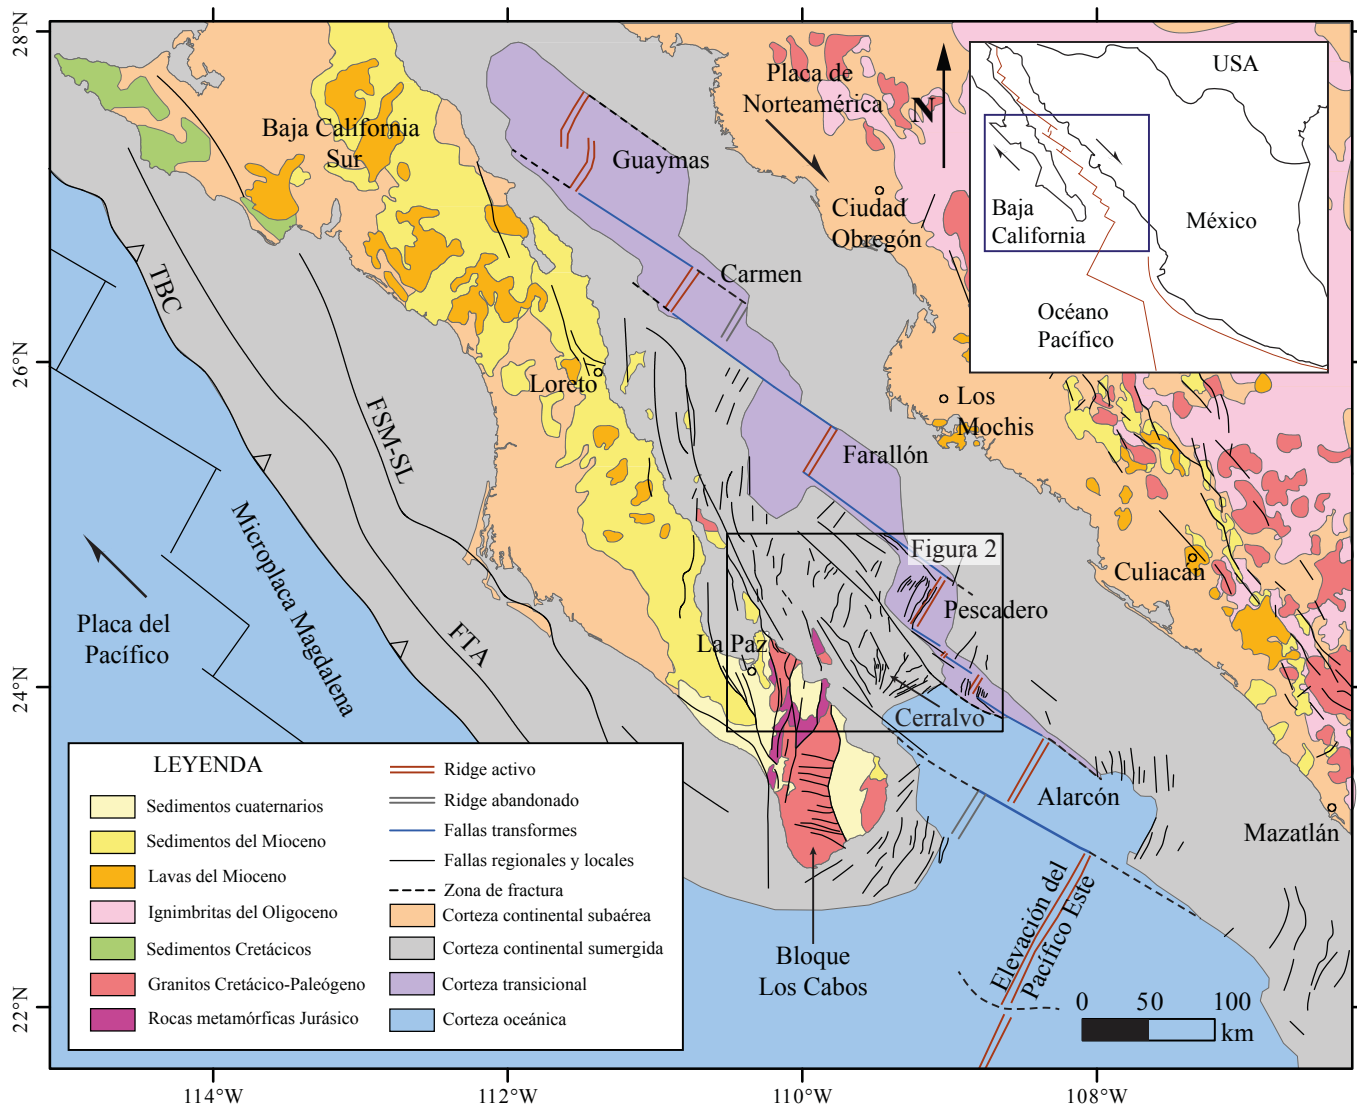 28°N
26°N
24°N
22°N
114°W
112°W
110°W
108°W
Baja California
Sur
Placa de
Norteamérica
N
Guaymas
Ciudad
Obregón
Carmen
TBC
FSM-SL
Loreto
Los
Mochis
Farallón
Figura 2
Microplaca Magdalena
Placa del
Pacífico
FTA
La Paz
Pescadero
Culiacán
Cerralvo
Alarcón
Mazatlán
Bloque
Los Cabos
Elevación del
Pacífico Este
0 50 100
km
USA
México
Baja
California
Océano
Pacífico
LEYENDA
Sedimentos cuaternarios
Sedimentos del Mioceno
Lavas del Mioceno
Ignimbritas del Oligoceno
Sedimentos Cretácicos
Granitos Cretácico-Paleógeno
Rocas metamórficas Jurásico
Ridge activo
Ridge abandonado
Fallas transformes
Fallas regionales y locales
Zona de fractura
Corteza continental subaérea
Corteza continental sumergida
Corteza transicional
Corteza oceánica